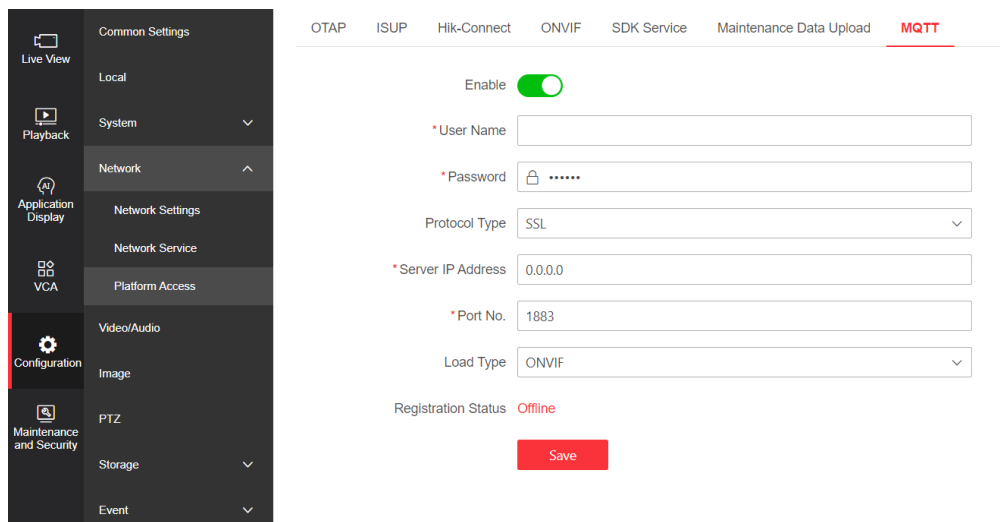 Live View
Playback
AI
Application
Display
VCA
Configuration
Maintenance
and Security
Common Settings
Local
System
Network
Network Settings
Network Service
Platform Access
Video/Audio
Image
PTZ
Storage
Event
OTAP ISUP Hik-Connect ONVIF SDK Service Maintenance Data Upload MQTT
Enable
*User Name
*Password ••••••
Protocol Type SSL
*Server IP Address 0.0.0.0
*Port No. 1883
Load Type ONVIF
Registration Status Offline
Save